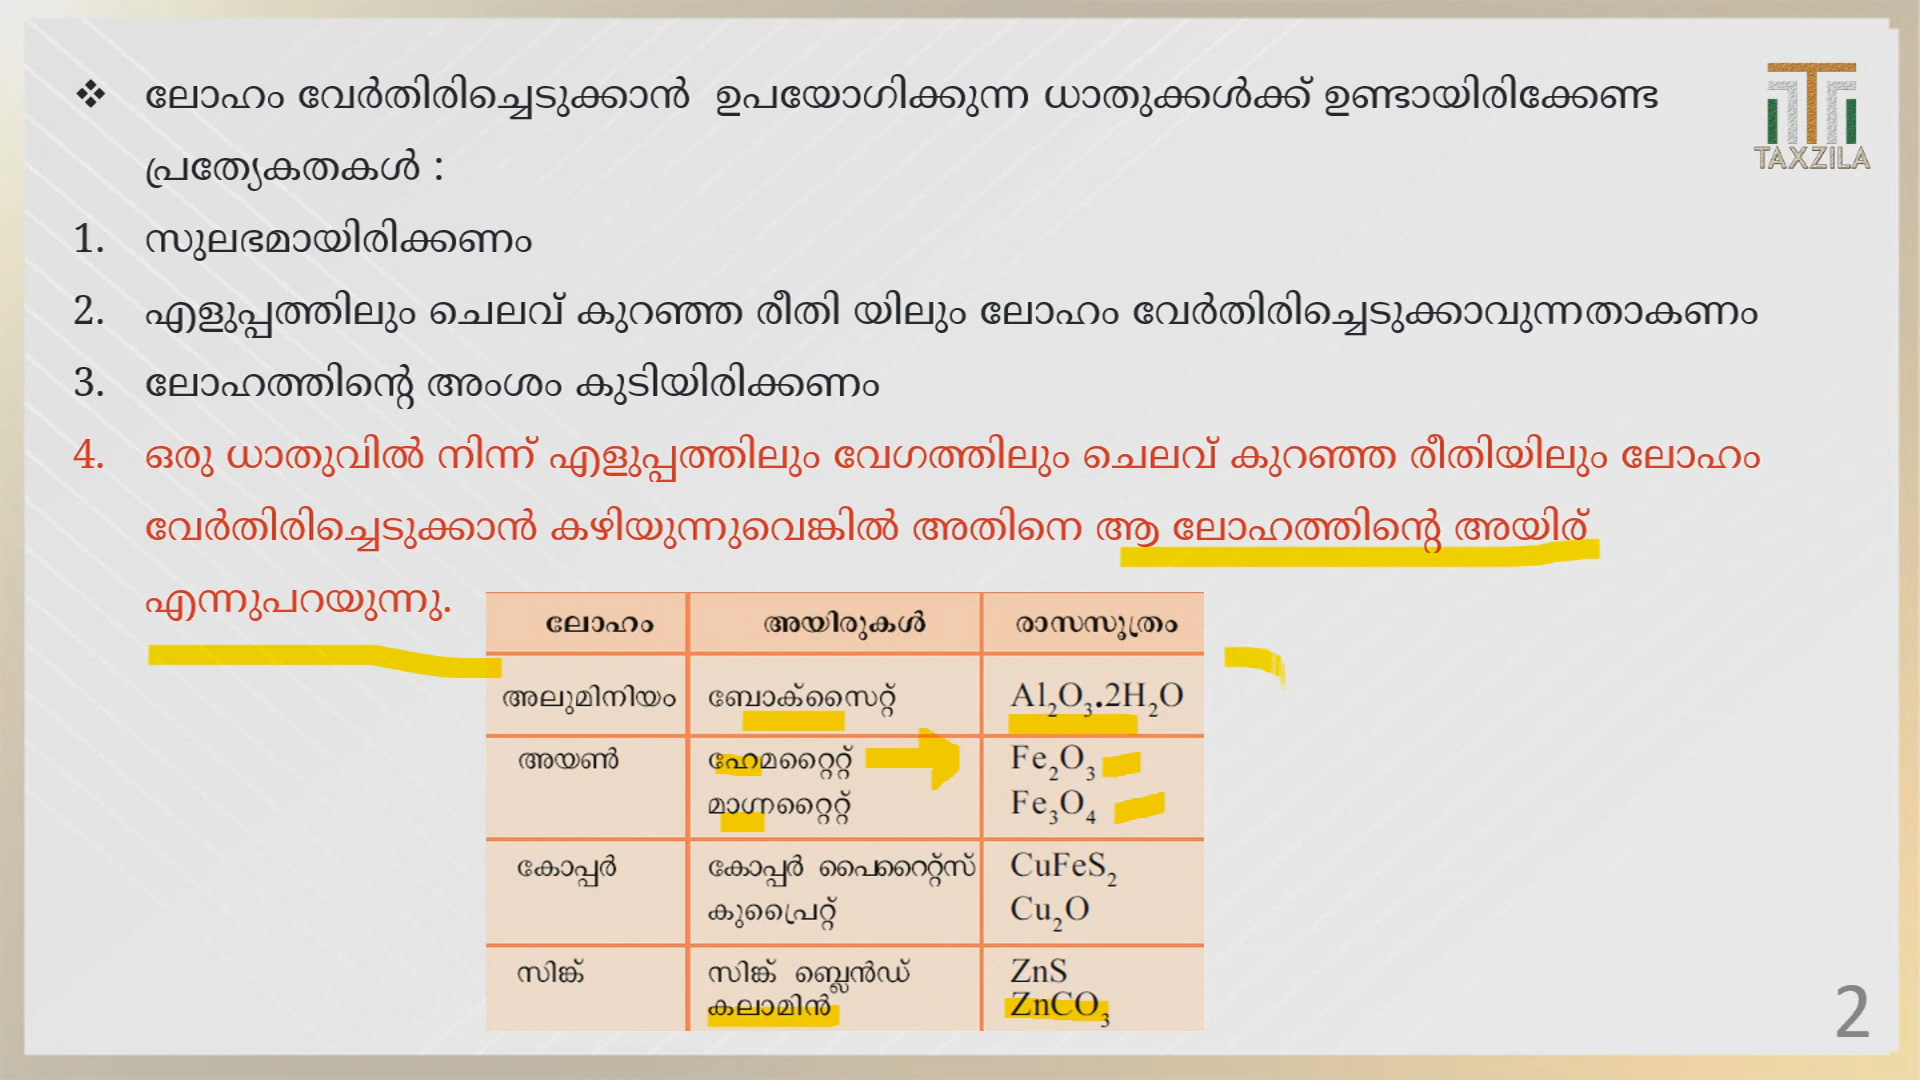 ❖ ലോഹം വേർതിരിച്ചെടുക്കാൻ ഉപയോഗിക്കുന്ന ധാതുക്കൾക്ക് ഉണ്ടായിരിക്കേണ്ട
പ്രത്യേകതകൾ :
1. സുലഭമായിരിക്കണം
2. എളുപ്പത്തിലും ചെലവ് കുറഞ്ഞ രീതി യിലും ലോഹം വേർതിരിച്ചെടുക്കാവുന്നതാകണം
3. ലോഹത്തിന്റെ അംശം കുടിയിരിക്കണം
4. ഒരു ധാതുവിൽ നിന്ന് എളുപ്പത്തിലും വേഗത്തിലും ചെലവ് കുറഞ്ഞ രീതിയിലും ലോഹം
വേർതിരിച്ചെടുക്കാൻ കഴിയുന്നുവെങ്കിൽ അതിനെ ആ ലോഹത്തിന്റെ അയിര്
എന്നുപറയുന്നു.
ലോഹം അയിരുകൾ രാസസൂത്രം
അലുമിനിയം ബോക്സൈറ്റ് Al₂O₃.2H₂O
അയൺ ഹേമറ്റൈറ്റ് Fe₂O₃
മാഗ്നറ്റൈറ്റ് Fe₃O₄
കോപ്പർ കോപ്പർ പൈറൈറ്റ്സ് CuFeS₂
കുപ്രൈറ്റ് Cu₂O
സിങ്ക് സിങ്ക് ബ്ലെൻഡ് ZnS
കലാമിൻ ZnCO₃
TAXZILA
2